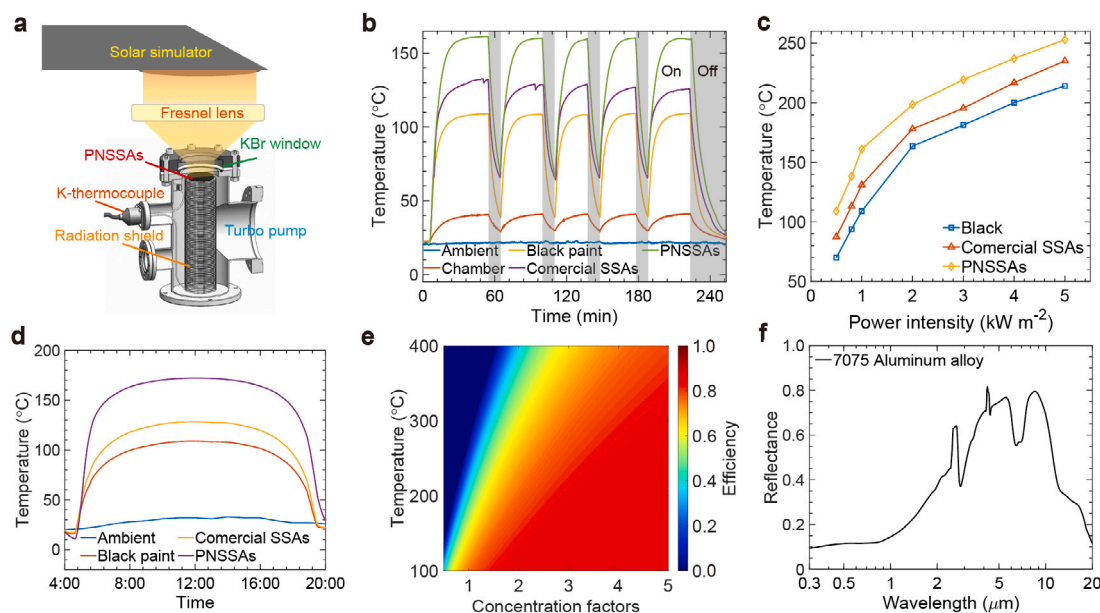 a
Solar simulator
Fresnel lens
KBr window
PNSSAs
K-thermocouple
Radiation shield
Turbo pump
b
Temperature (°C)
150
100
50
0
On Off
Ambient Black paint PNSSAs
Chamber Comercial SSAs
0 60 120 180 240
Time (min)
c
Temperature (°C)
250
200
150
100
50
Black
Comercial SSAs
PNSSAs
1 2 3 4 5
Power intensity (kW m⁻²)
d
Temperature (°C)
200
150
100
50
0
Ambient Comercial SSAs
Black paint PNSSAs
4:00 8:00 12:00 16:00 20:00
Time
e
Temperature (°C)
400
300
200
100
1 2 3 4 5
Concentration factors
1.0
0.8
0.6
0.4
0.2
0.0
Efficiency
f
Reflectance
1.0
0.8
0.6
0.4
0.2
0.0
7075 Aluminum alloy
0.3 0.5 1 2 5 10 20
Wavelength (μm)